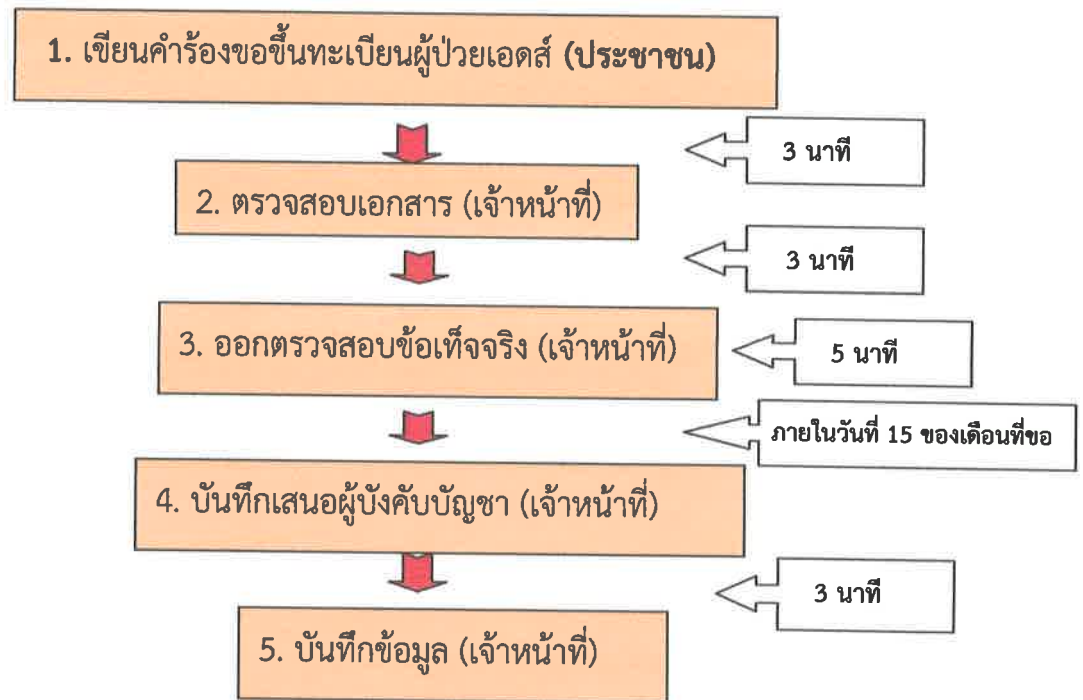 1. เขียนคำร้องขอขึ้นทะเบียนผู้ป่วยเอดส์ (ประชาชน)
3 นาที
2. ตรวจสอบเอกสาร (เจ้าหน้าที่)
3 นาที
3. ออกตรวจสอบข้อเท็จจริง (เจ้าหน้าที่)
5 นาที
ภายในวันที่ 15 ของเดือนที่ขอ
4. บันทึกเสนอผู้บังคับบัญชา (เจ้าหน้าที่)
3 นาที
5. บันทึกข้อมูล (เจ้าหน้าที่)